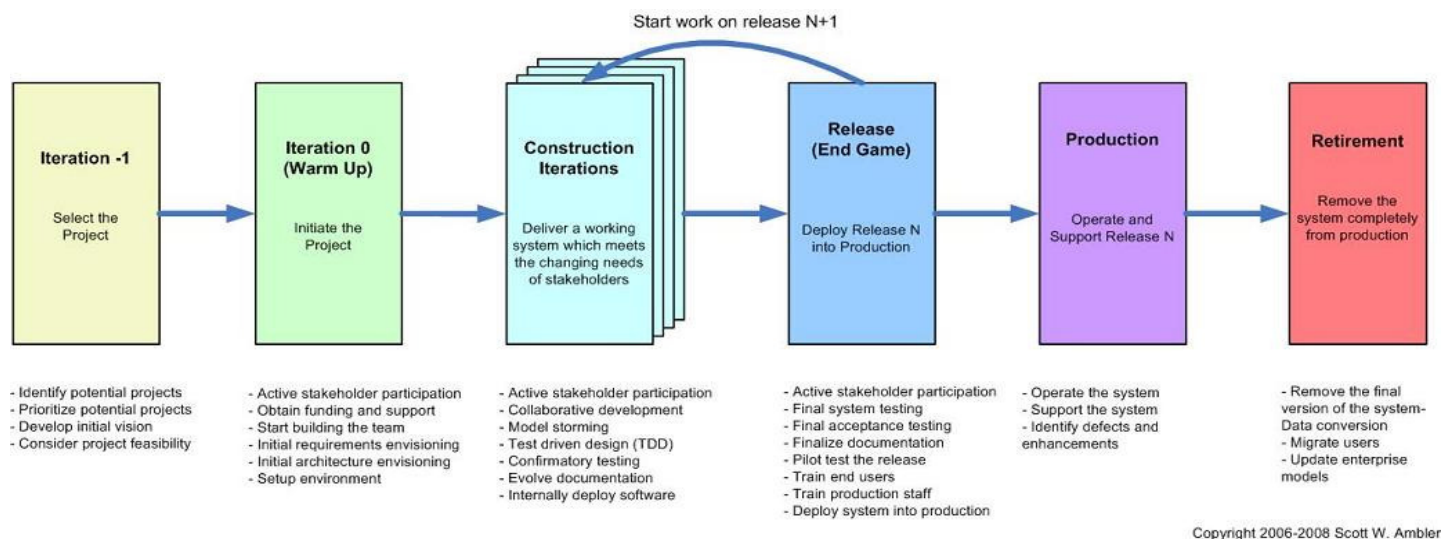 Start work on release N+1
Iteration -1
Select the
Project
Iteration 0
(Warm Up)
Initiate the
Project
Construction
Iterations
Deliver a working
system which meets
the changing needs
of stakeholders
Release
(End Game)
Deploy Release N
into Production
Production
Operate and
Support Release N
Retirement
Remove the
system completely
from production
- Identify potential projects
- Prioritize potential projects
- Develop initial vision
- Consider project feasibility
- Active stakeholder participation
- Obtain funding and support
- Start building the team
- Initial requirements envisioning
- Initial architecture envisioning
- Setup environment
- Active stakeholder participation
- Collaborative development
- Model storming
- Test driven design (TDD)
- Confirmatory testing
- Evolve documentation
- Internally deploy software
- Active stakeholder participation
- Final system testing
- Final acceptance testing
- Finalize documentation
- Pilot test the release
- Train end users
- Train production staff
- Deploy system into production
- Operate the system
- Support the system
- Identify defects and
enhancements
- Remove the final
version of the system-
Data conversion
- Migrate users
- Update enterprise
models
Copyright 2006-2008 Scott W. Ambler